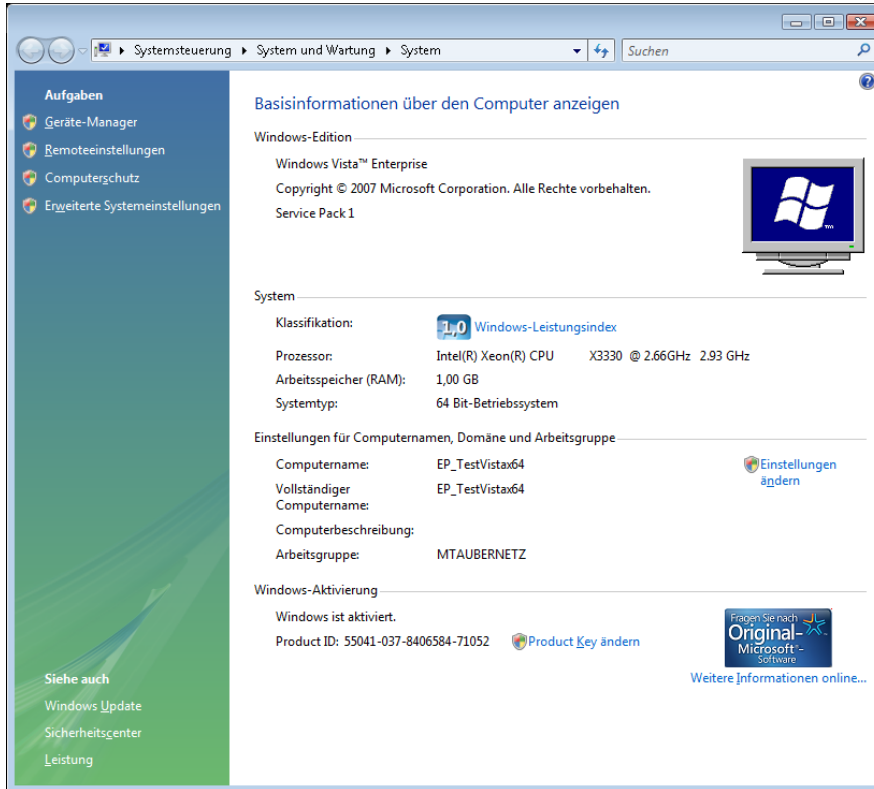 Systemsteuerung System und Wartung System Suchen
Aufgaben
Geräte-Manager
Remoteeinstellungen
Computerschutz
Erweiterte Systemeinstellungen
Siehe auch
Windows Update
Sicherheitscenter
Leistung
Basisinformationen über den Computer anzeigen
Windows-Edition
Windows Vista™ Enterprise
Copyright © 2007 Microsoft Corporation. Alle Rechte vorbehalten.
Service Pack 1
TM
System
Klassifikation: 1,0 Windows-Leistungsindex
Prozessor: Intel(R) Xeon(R) CPU X3330 @ 2.66GHz 2.93 GHz
Arbeitsspeicher (RAM): 1,00 GB
Systemtyp: 64 Bit-Betriebssystem
Einstellungen für Computernamen, Domäne und Arbeitsgruppe
Computername: EP_TestVistax64 Einstellungen
ändern
Vollständiger EP_TestVistax64
Computername:
Computerbeschreibung:
Arbeitsgruppe: MTAUBERNETZ
Windows-Aktivierung
Windows ist aktiviert.
Product ID: 55041-037-8406584-71052 Product Key ändern
Fragen Sie nach
Original-
Microsoft®-
Software
Weitere Informationen online...